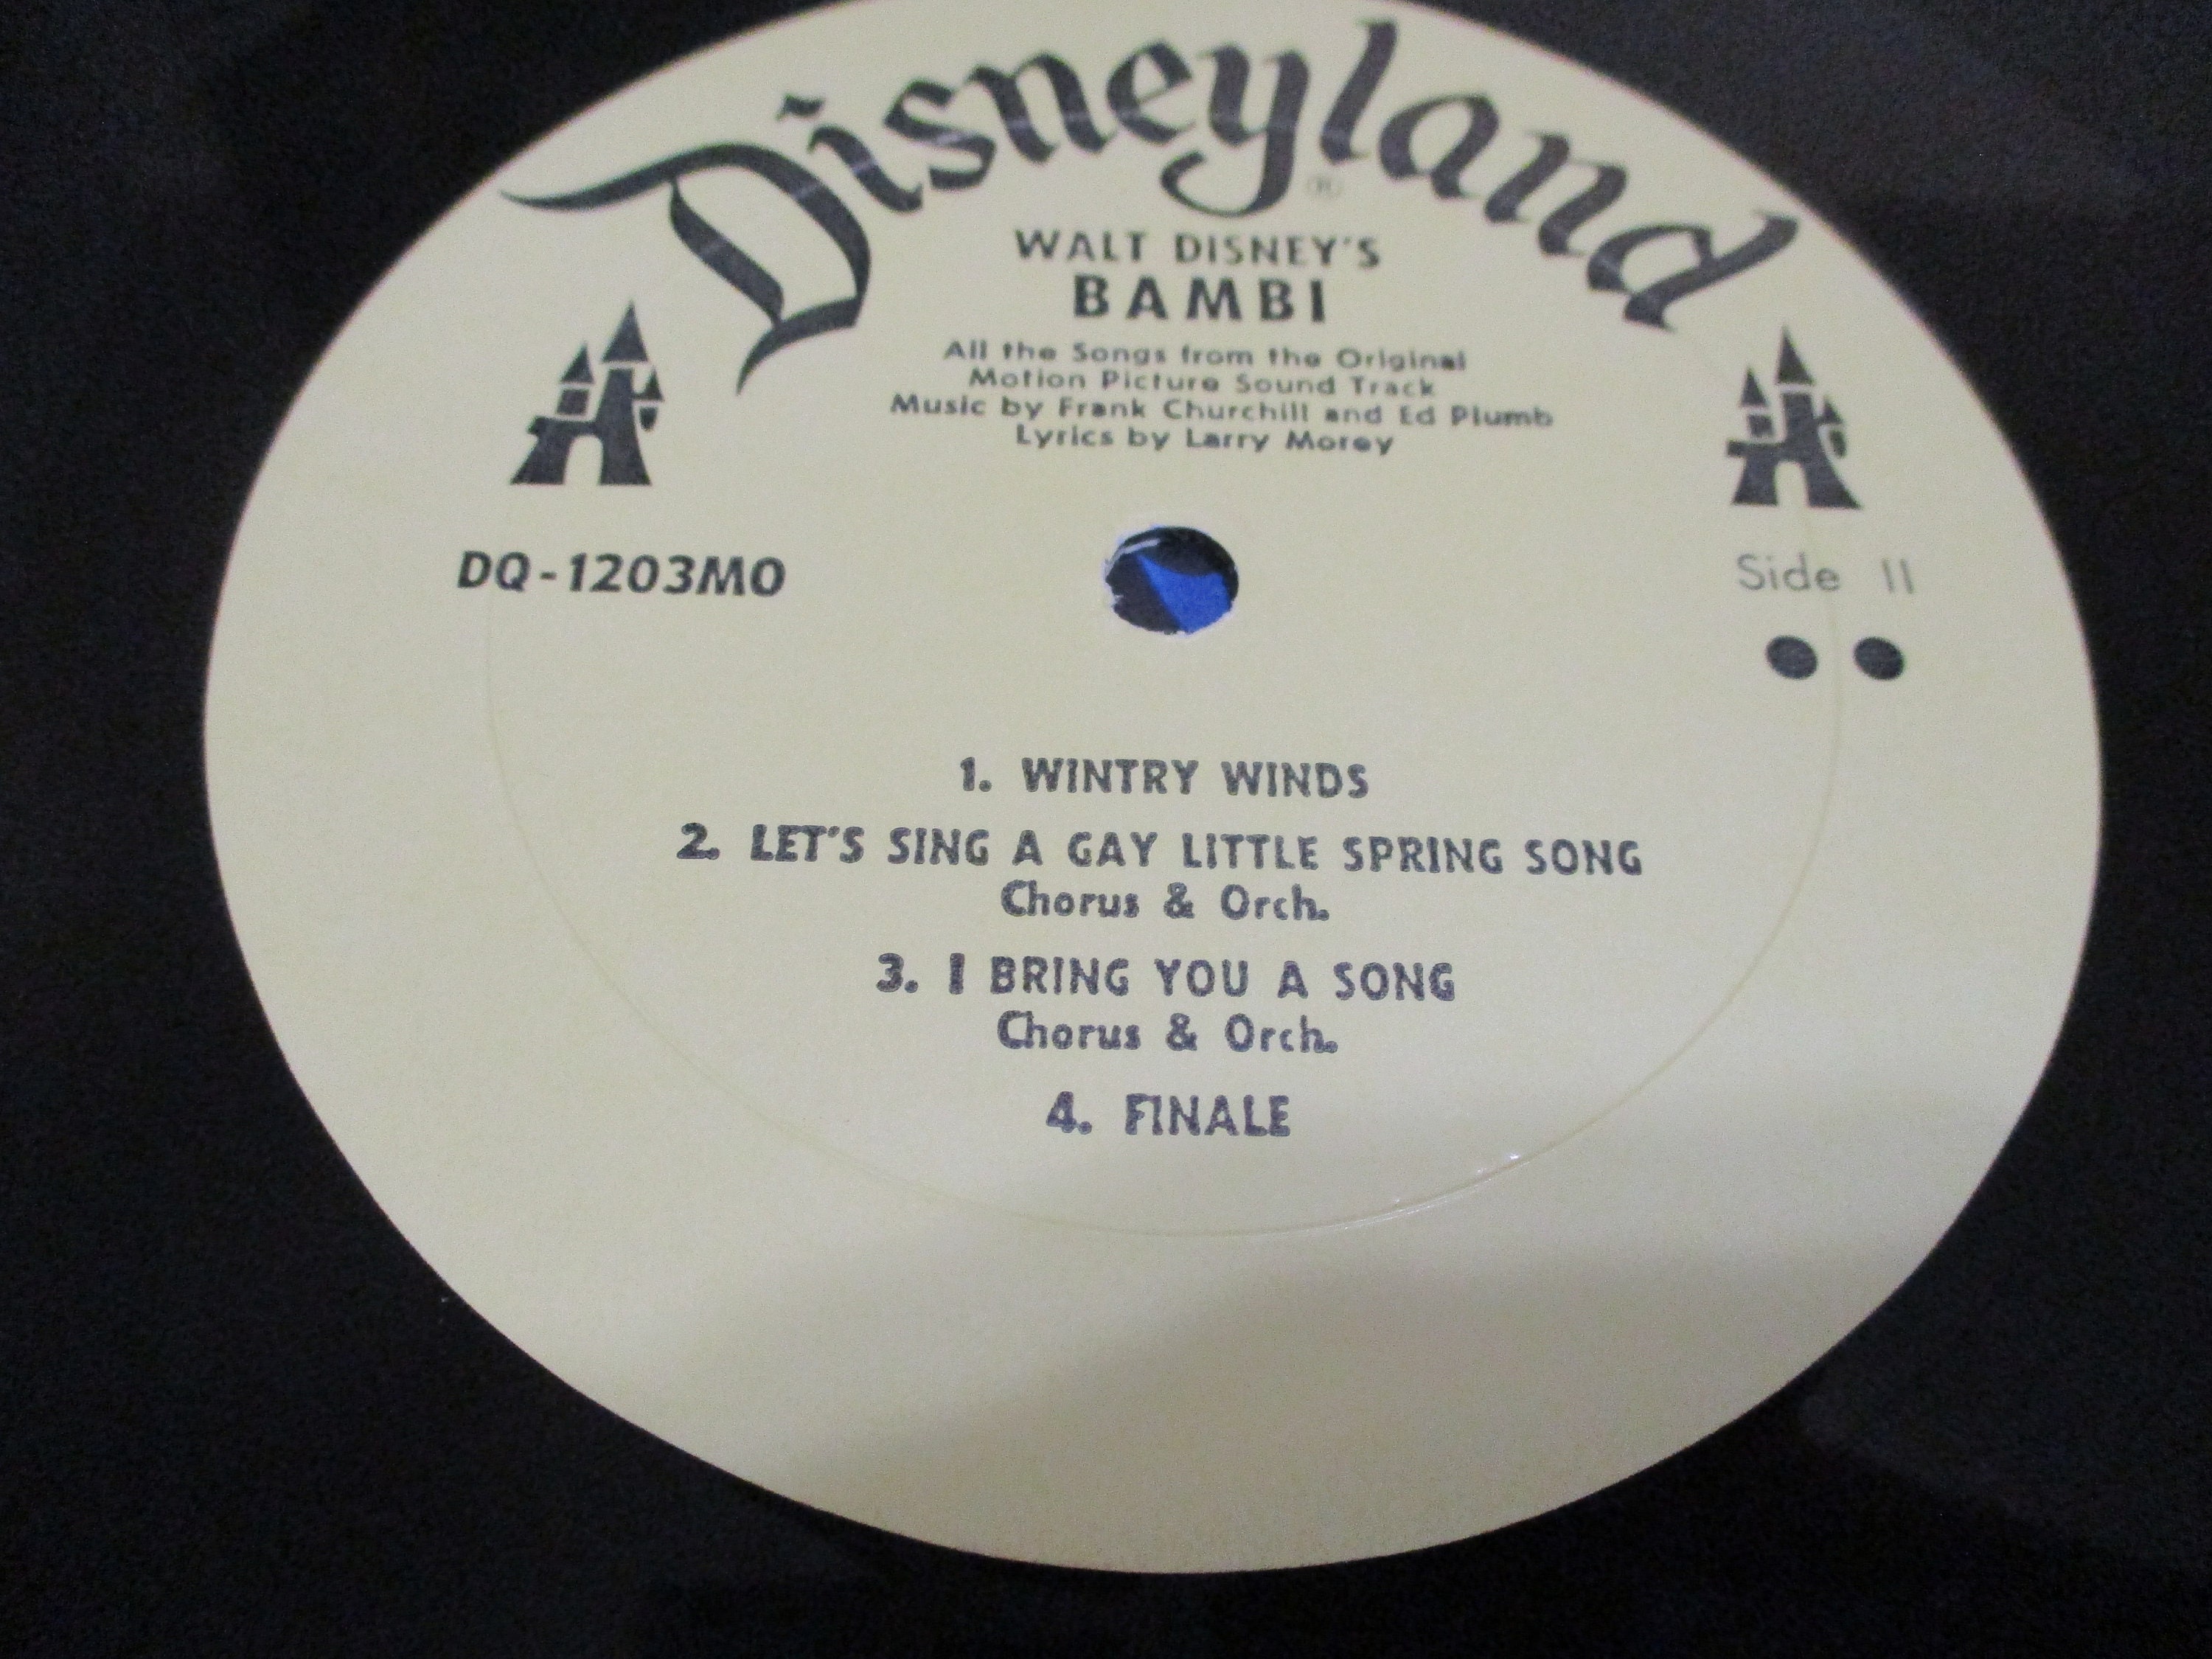 Disneyland
®
WALT DISNEY'S
BAMBI
All the Songs from the Original
Motion Picture Sound Track
Music by Frank Churchill and Ed Plumb
Lyrics by Larry Morey
DQ-1203MO
Side II
1. WINTRY WINDS
2. LET'S SING A GAY LITTLE SPRING SONG
Chorus & Orch.
3. I BRING YOU A SONG
Chorus & Orch.
4. FINALE